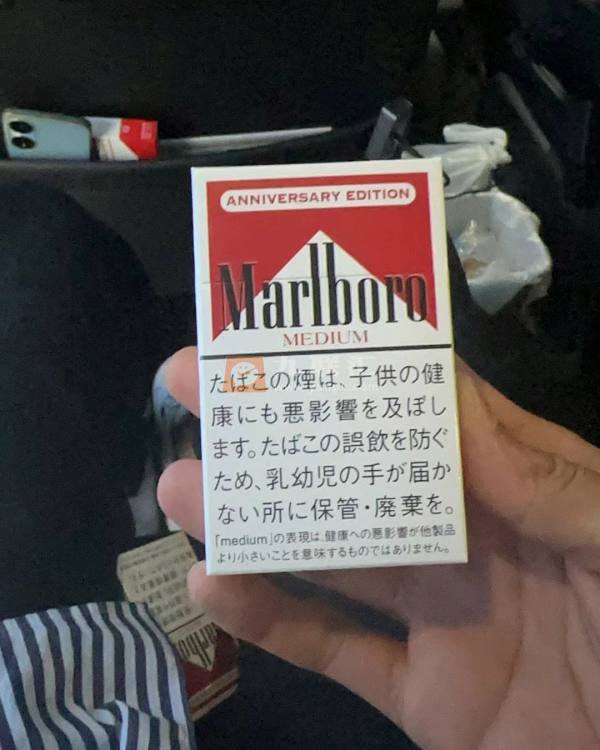 ANNIVERSARY EDITION
Marlboro
MEDIUM
たばこの煙は、子供の健
康にも悪影響を及ぼし
ます。たばこの誤飲を防ぐ
ため、乳幼児の手が届か
ない所に保管・廃棄を。
「medium」の表現は、健康への悪影響が他製品
より小さいことを意味するものではありません。
Marlboro